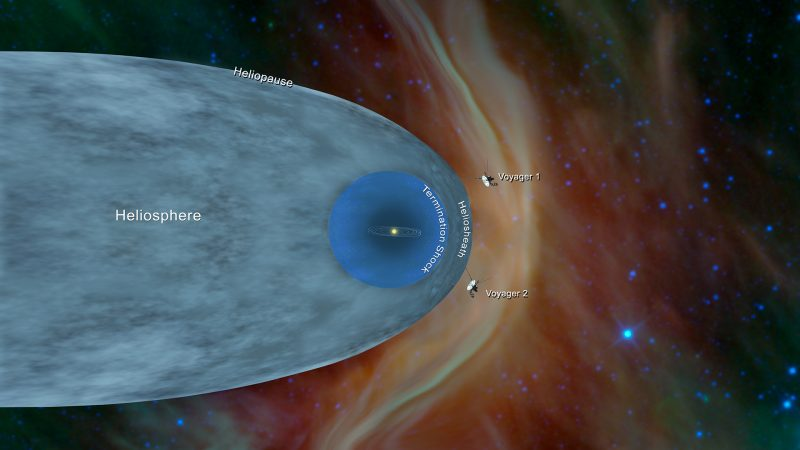 Heliopause
Voyager 1
Heliosphere
Termination Shock
Heliosheath
Voyager 2